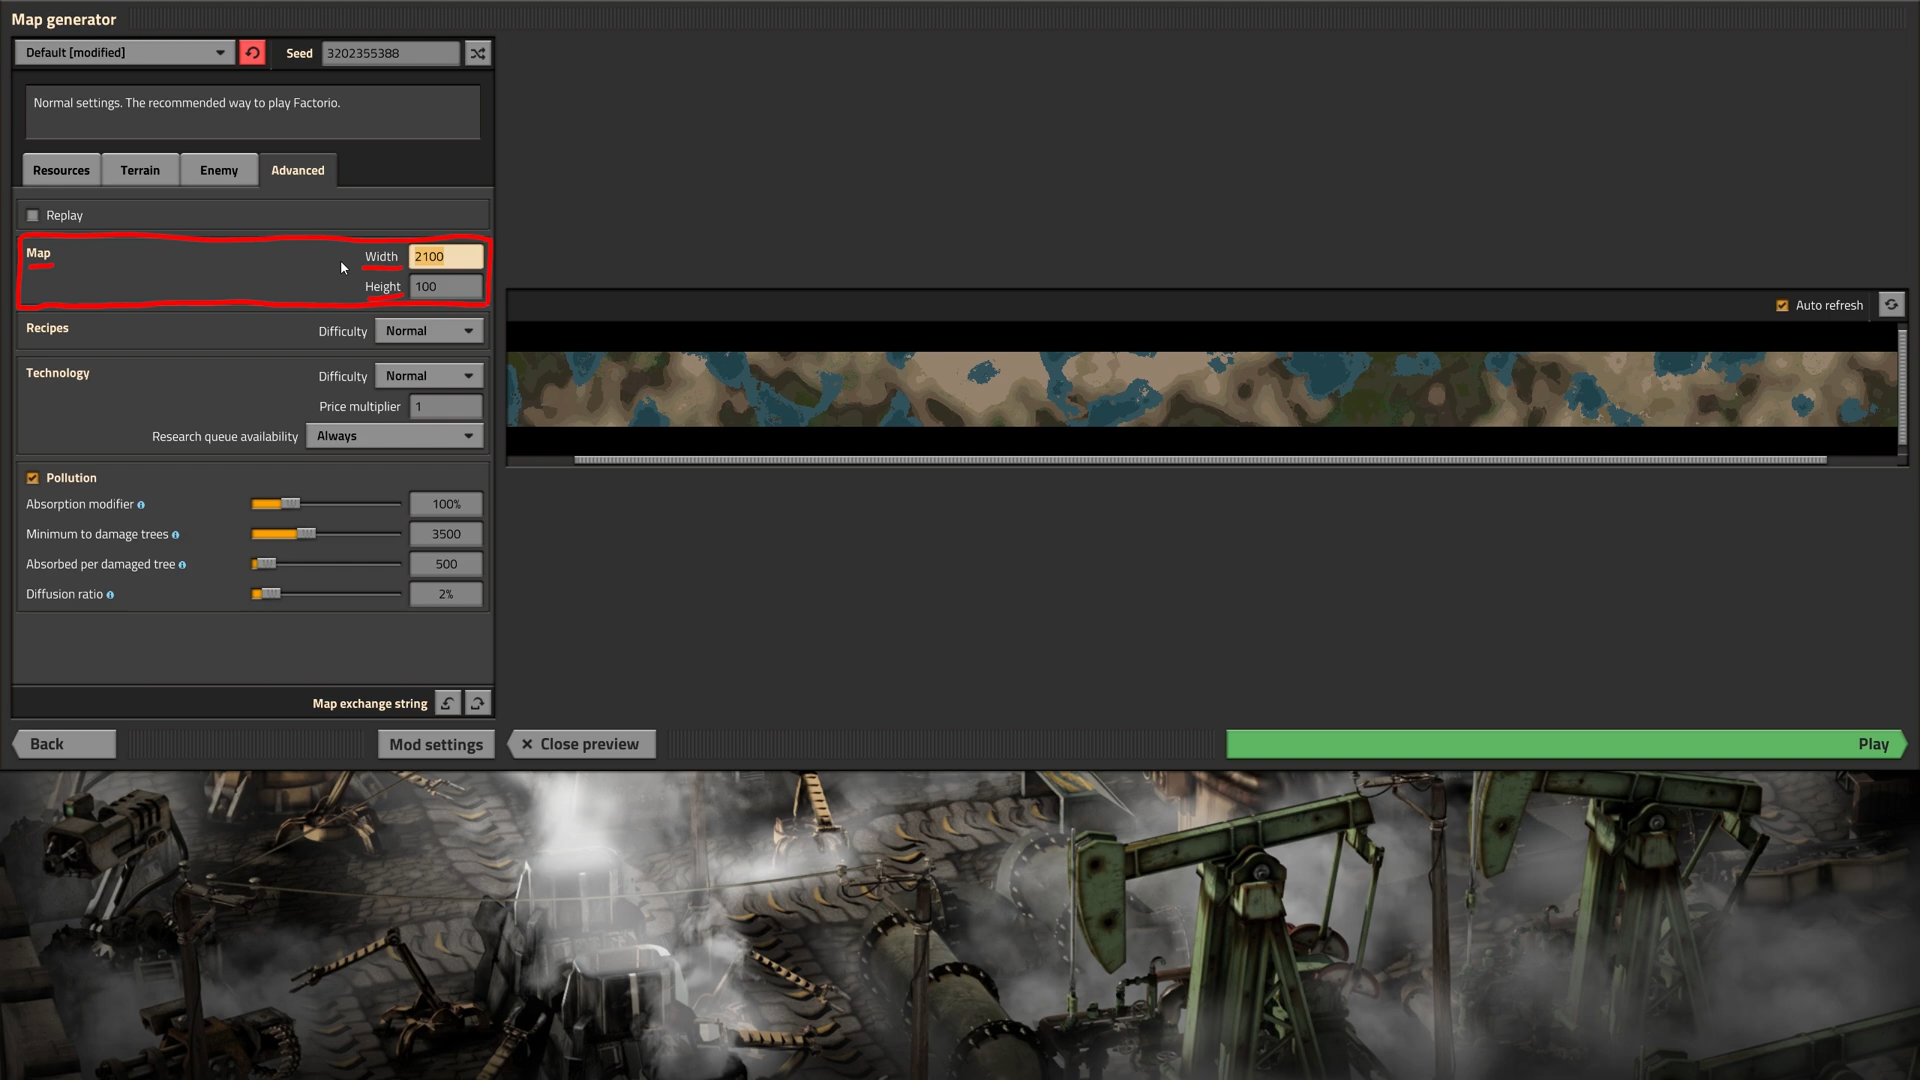 Map generator
Default [modified]
Seed 3202355388
Normal settings. The recommended way to play Factorio.
Resources Terrain Enemy Advanced
Replay
Map
Width 2100
Height 100
Auto refresh
Recipes
Difficulty Normal
Technology
Difficulty Normal
Price multiplier 1
Research queue availability Always
Pollution
Absorption modifier 100%
Minimum to damage trees 3500
Absorbed per damaged tree 500
Diffusion ratio 2%
Map exchange string
Back Mod settings Close preview Play